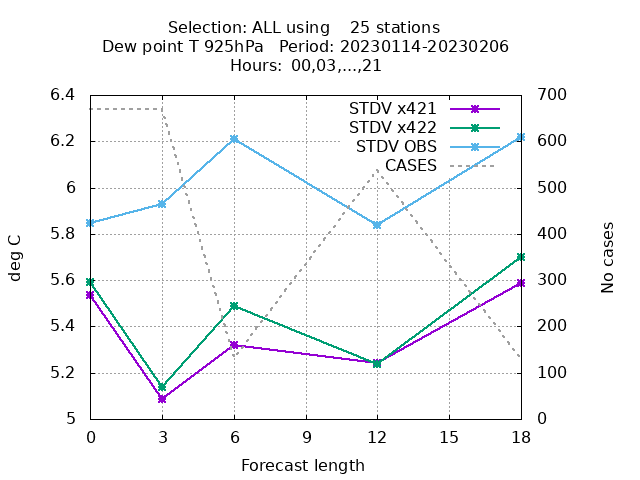 Selection: ALL using    25 stations
Dew point T 925hPa   Period: 20230114-20230206
Hours:  00,03,...,21
STDV x421
STDV x422
STDV OBS
CASES
deg C
6.4
6.2
6
5.8
5.6
5.4
5.2
5
700
600
500
400
300
200
100
0
No cases
0 3 6 9 12 15 18
Forecast length